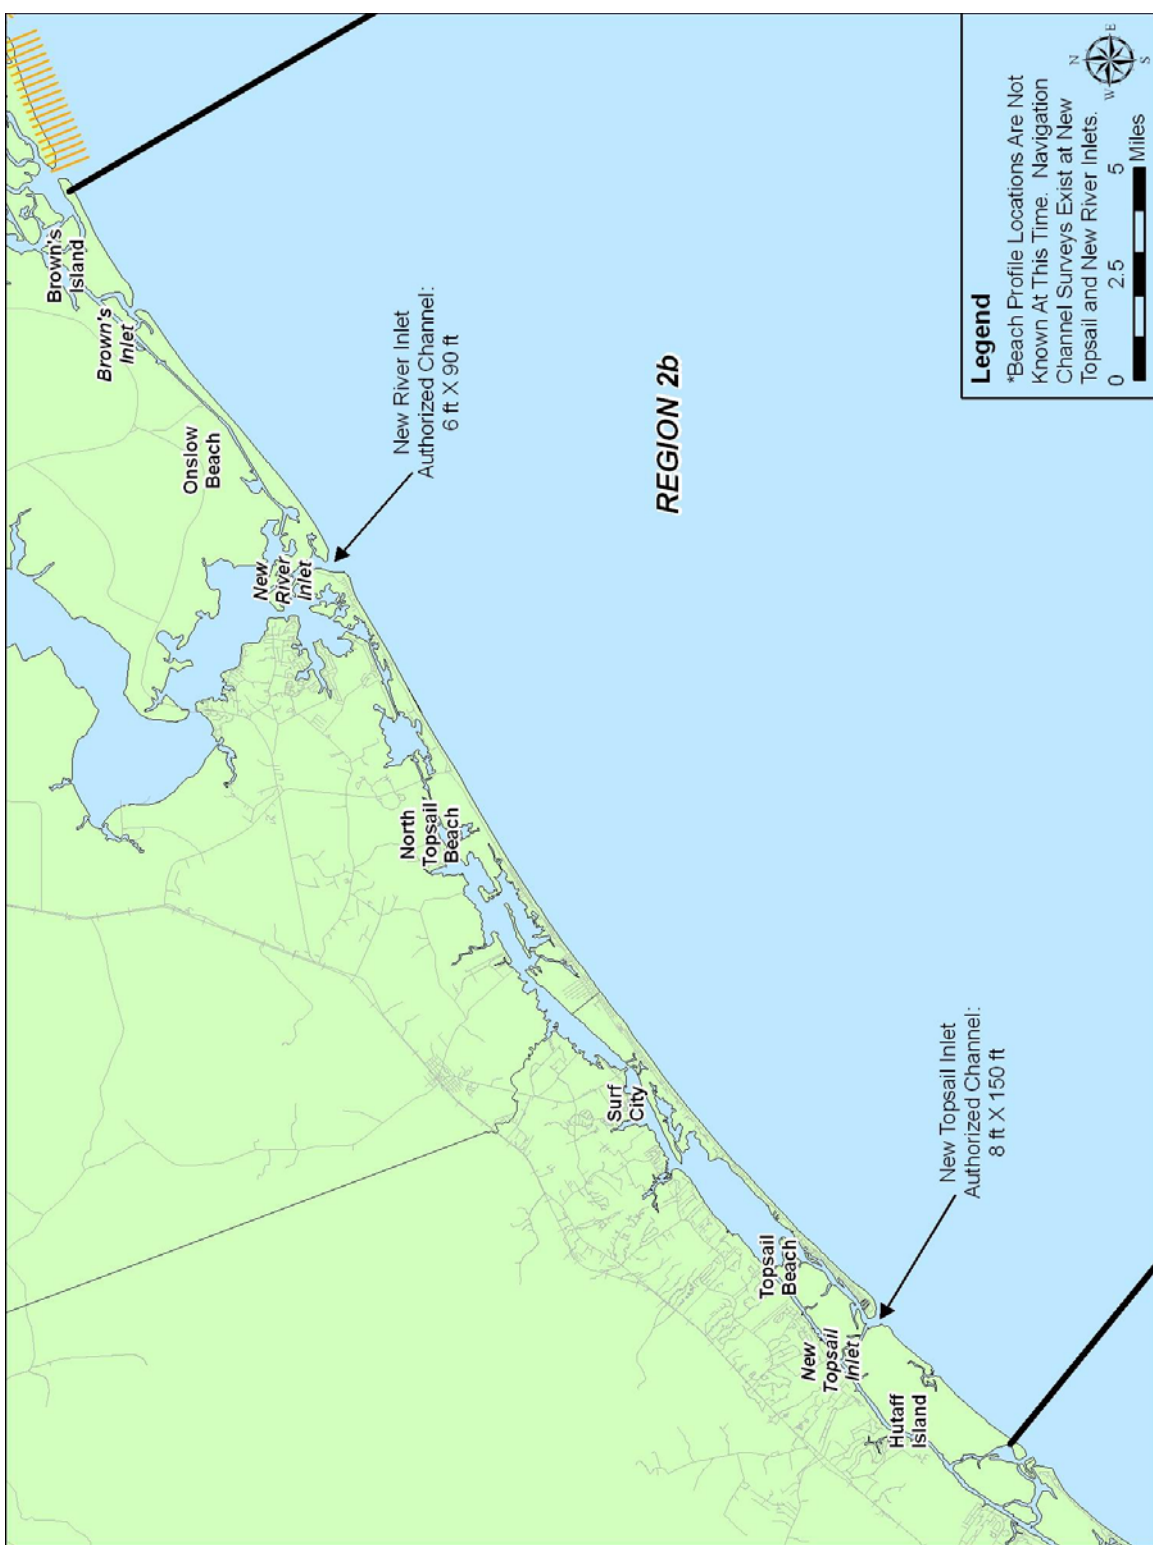 Brown's
Island
Brown's
Inlet
Onslow
Beach
New
River
Inlet
New River Inlet
Authorized Channel:
6 ft X 90 ft
North
Topsail
Beach
REGION 2b
Surf
City
Topsail
Beach
New
Topsail
Inlet
New Topsail Inlet
Authorized Channel:
8 ft X 150 ft
Hutaff
Island
Legend
*Beach Profile Locations Are Not
Known At This Time. Navigation
Channel Surveys Exist at New
Topsail and New River Inlets.
0 2.5 5
Miles
N
W E
S